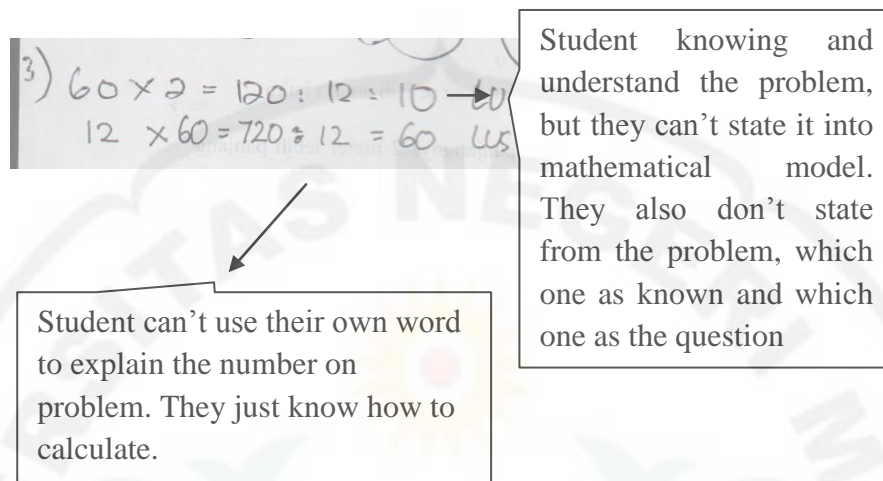 3) 60 × 2 = 120 : 12 = 10
12 × 60 = 720 : 12 = 60 lus
Student knowing and
understand the problem,
but they can't state it into
mathematical model.
They also don't state
from the problem, which
one as known and which
one as the question
Student can't use their own word
to explain the number on
problem. They just know how to
calculate.